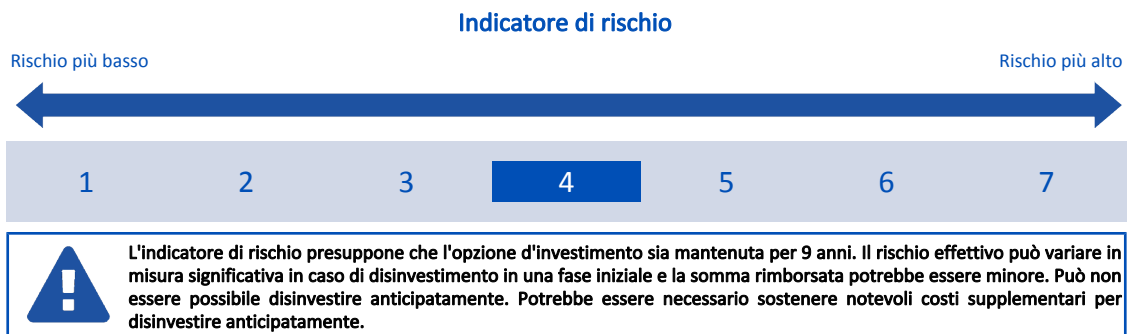 Indicatore di rischio
Rischio più basso
Rischio più alto
1 2 3 4 5 6 7
L'indicatore di rischio presuppone che l'opzione d'investimento sia mantenuta per 9 anni. Il rischio effettivo può variare in
misura significativa in caso di disinvestimento in una fase iniziale e la somma rimborsata potrebbe essere minore. Può non
essere possibile disinvestire anticipatamente. Potrebbe essere necessario sostenere notevoli costi supplementari per
disinvestire anticipatamente.